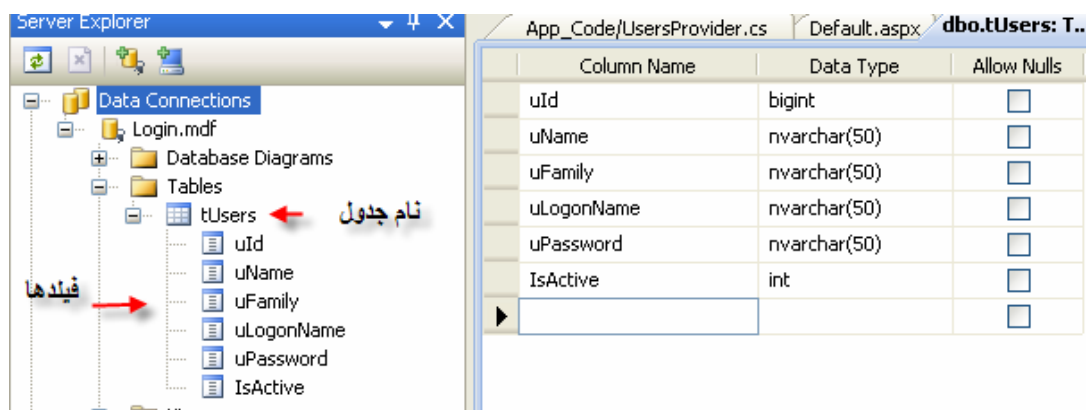 Server Explorer
Data Connections
Login.mdf
Database Diagrams
Tables
tUsers
نام جدول
uId
uName
فیلدها
uFamily
uLogonName
uPassword
IsActive
App_Code/UsersProvider.cs Default.aspx dbo.tUsers: T...
Column Name Data Type Allow Nulls
uId bigint
uName nvarchar(50)
uFamily nvarchar(50)
uLogonName nvarchar(50)
uPassword nvarchar(50)
IsActive int